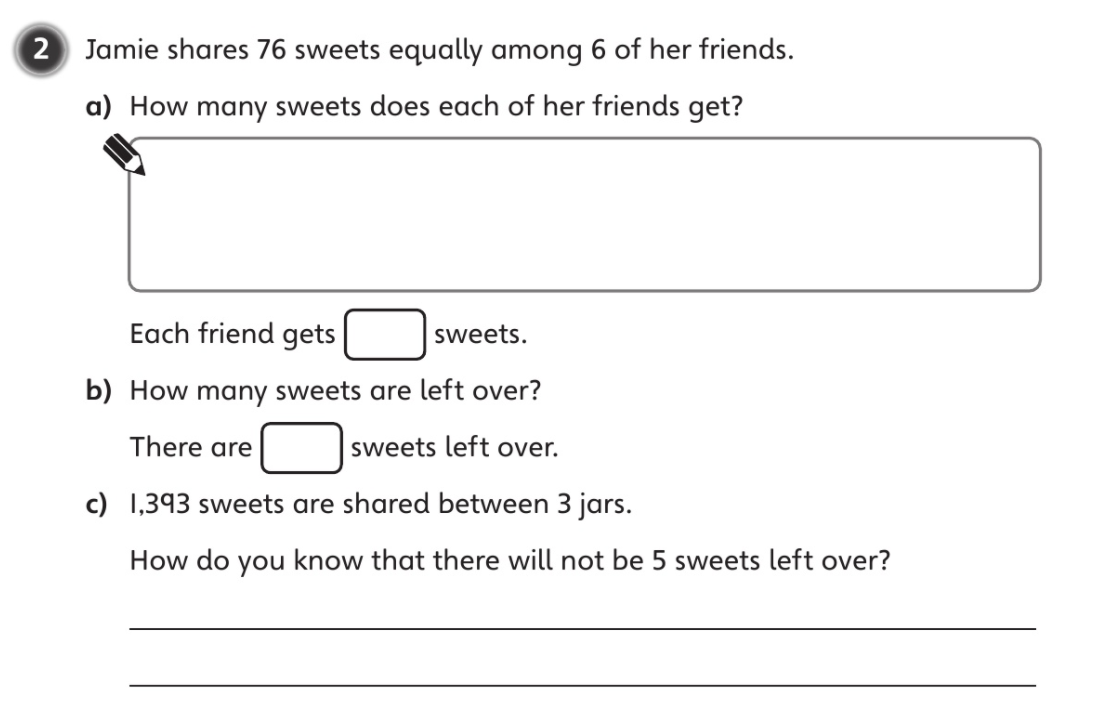 2 Jamie shares 76 sweets equally among 6 of her friends.
a) How many sweets does each of her friends get?
Each friend gets sweets.
b) How many sweets are left over?
There are sweets left over.
c) 1,393 sweets are shared between 3 jars.
How do you know that there will not be 5 sweets left over?